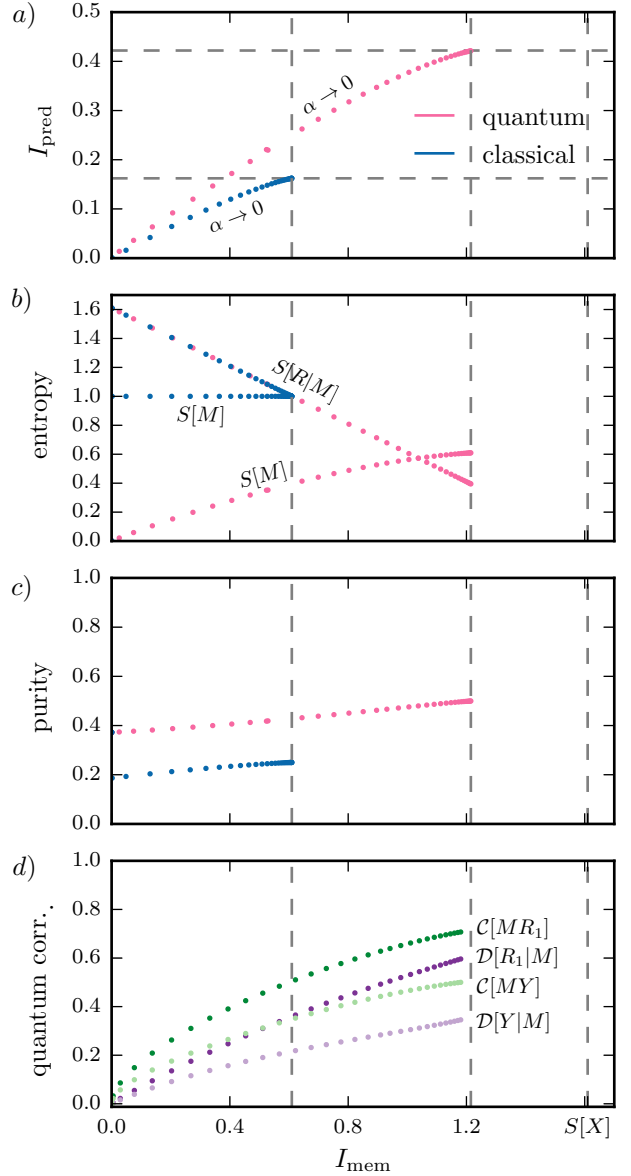 a)
0.5
0.4
0.3
0.2
0.1
0.0
I_pred
α → 0
α → 0
quantum
classical
b)
1.6
1.4
1.2
1.0
0.8
0.6
0.4
0.2
0.0
entropy
S[R|M]
S[M]
S[M]
c)
1.0
0.8
0.6
0.4
0.2
0.0
purity
d)
1.0
0.8
0.6
0.4
0.2
0.0
quantum corr..
C[MR₁]
D[R₁|M]
C[MY]
D[Y|M]
0.0 0.4 0.8 1.2 S[X]
I_mem